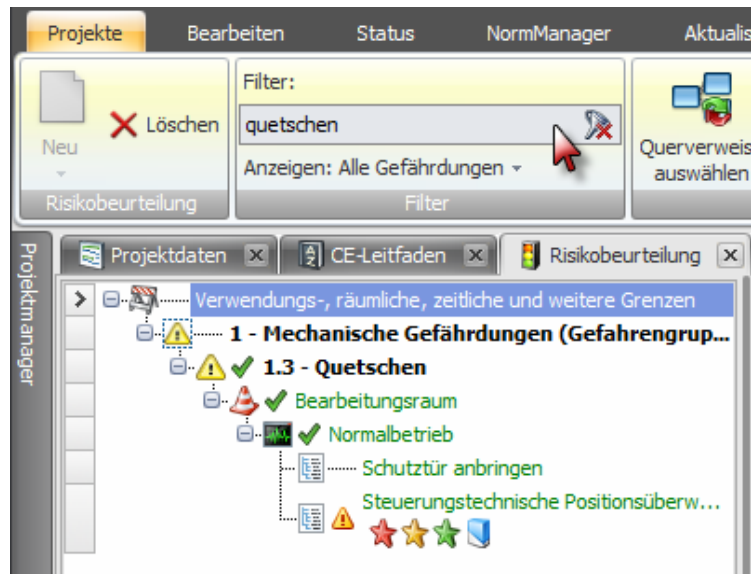 Projekte Bearbeiten Status NormManager Aktualis
Filter:
Löschen quetschen
Neu Querverweis
Anzeigen: Alle Gefährdungen auswählen
Risikobeurteilung Filter
Projektmanager
Projektdaten CE-Leitfaden Risikobeurteilung
Verwendungs-, räumliche, zeitliche und weitere Grenzen
1 - Mechanische Gefährdungen (Gefahrengrup...
1.3 - Quetschen
Bearbeitungsraum
Normalbetrieb
Schutztür anbringen
Steuerungstechnische Positionsüberw...